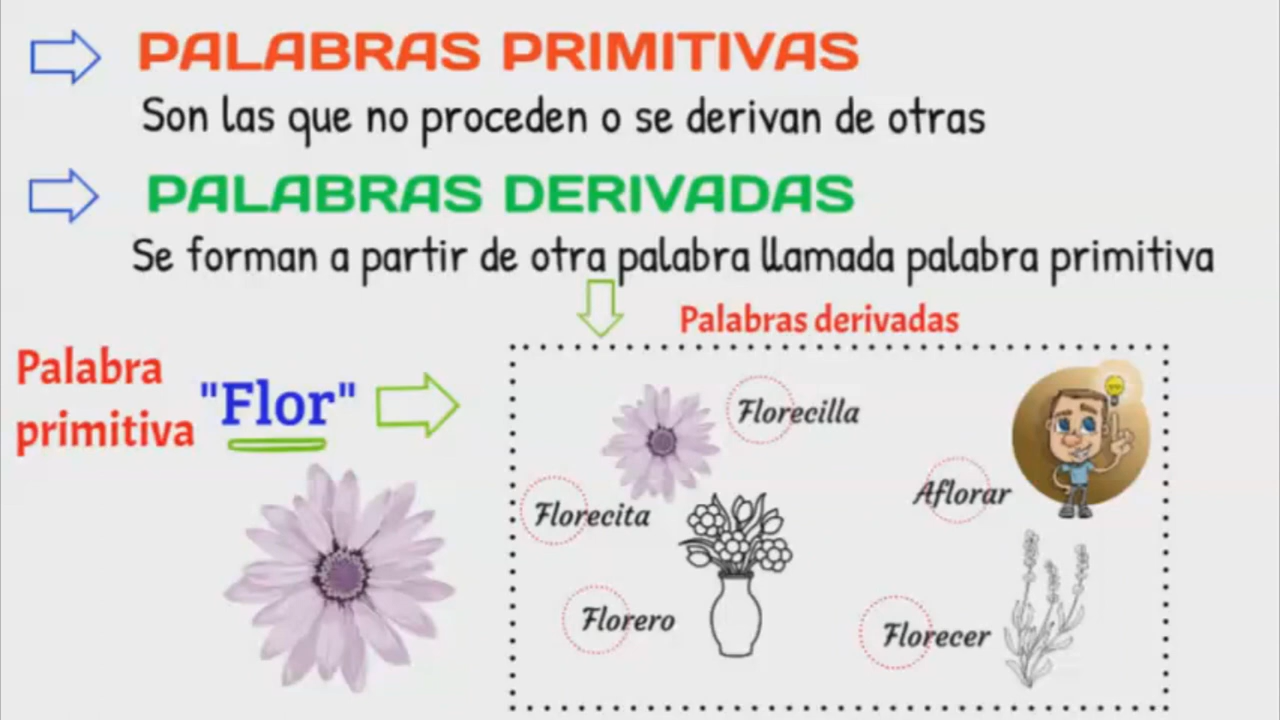 PALABRAS PRIMITIVAS
Son las que no proceden o se derivan de otras
PALABRAS DERIVADAS
Se forman a partir de otra palabra llamada palabra primitiva
Palabras derivadas
Palabra
primitiva
"Flor"
Florecilla
Aflorar
Florecita
Florero
Florecer